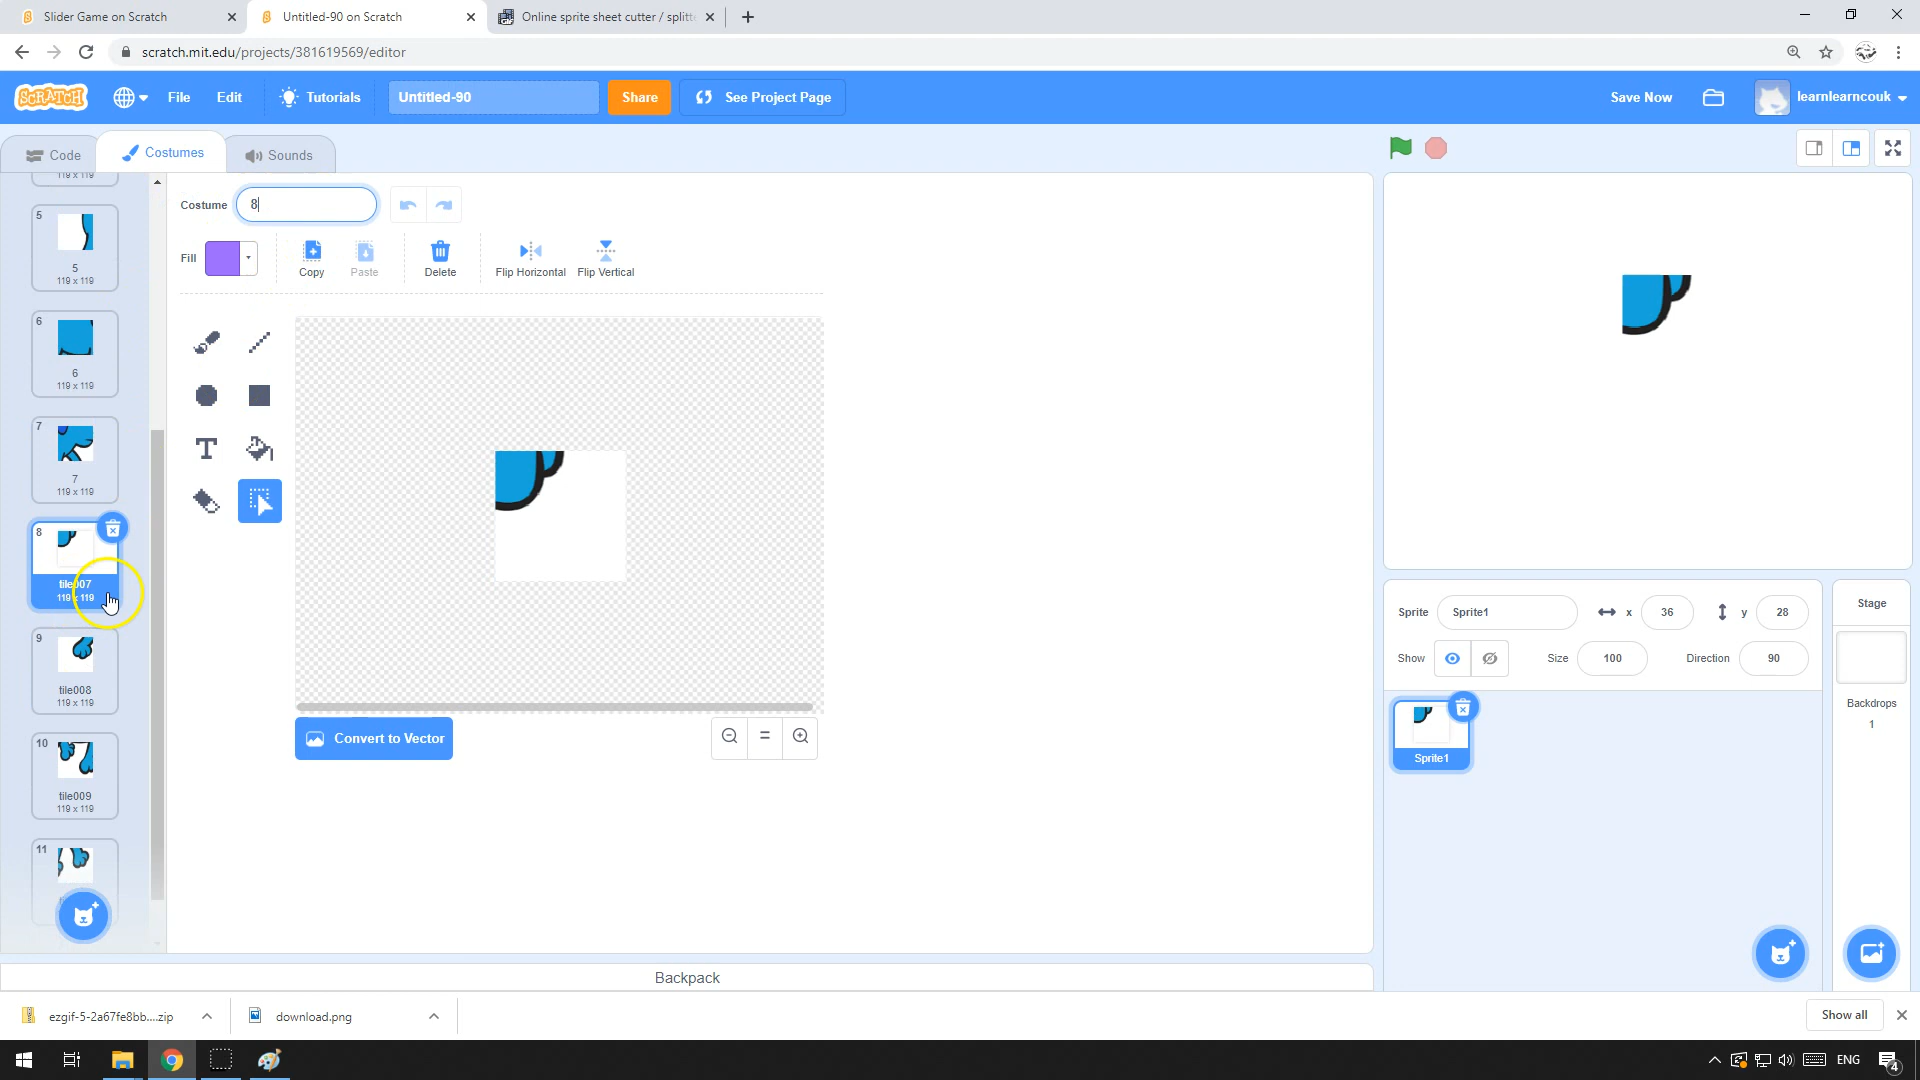 Slider Game on Scratch
Untitled-90 on Scratch
Online sprite sheet cutter / splitt
scratch.mit.edu/projects/381619569/editor
SCRATCH
File
Edit
Tutorials
Untitled-90
Share
See Project Page
Save Now
learnlearncouk
Code
Costumes
Sounds
119 x 119
5
5
119 x 119
6
6
119 x 119
7
7
119 x 119
8
tile007
119 x 119
9
tile008
119 x 119
10
tile009
119 x 119
11
Costume
8
Fill
Copy
Paste
Delete
Flip Horizontal
Flip Vertical
T
Convert to Vector
Sprite
Sprite1
x
36
y
28
Show
Size
100
Direction
90
Sprite1
Stage
Backdrops
1
Backpack
ezgif-5-2a67fe8bb....zip
download.png
Show all
ENG
4